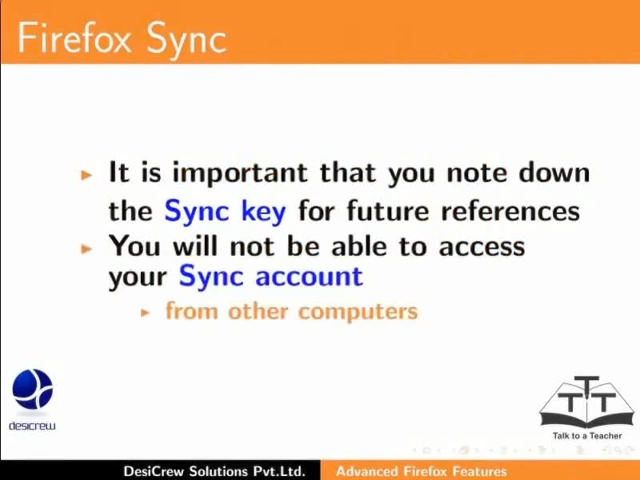 Firefox Sync
It is important that you note down
the Sync key for future references
You will not be able to access
your Sync account
from other computers
desicrew
TTT
Talk to a Teacher
DesiCrew Solutions Pvt.Ltd. Advanced Firefox Features